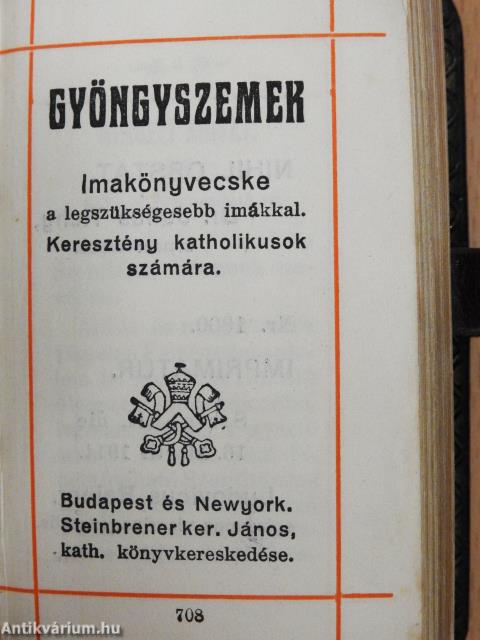 GYÖNGYSZEMEK
Imakönyvecske
a legszükségesebb imákkal.
Keresztény katholikusok
számára.
Budapest és Newyork.
Steinbrener ker. János,
kath. könyvkereskedése.
708
Antikvárium.hu